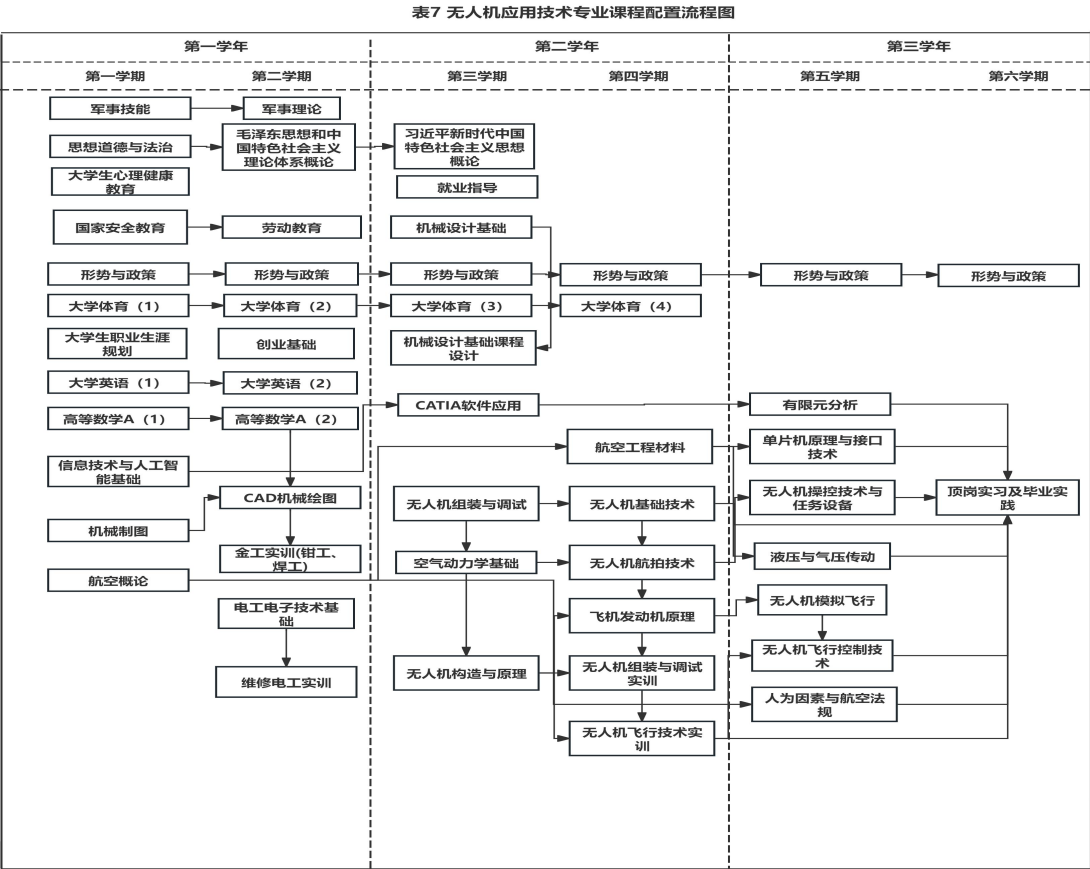 表7 无人机应用技术专业课程配置流程图
第一学年
第二学年
第三学年
第一学期
第二学期
第三学期
第四学期
第五学期
第六学期
军事技能
军事理论
思想道德与法治
毛泽东思想和中
国特色社会主义
理论体系概论
习近平新时代中国
特色社会主义思想
概论
大学生心理健康
教育
就业指导
国家安全教育
劳动教育
机械设计基础
形势与政策
形势与政策
形势与政策
形势与政策
形势与政策
形势与政策
大学体育（1）
大学体育（2）
大学体育（3）
大学体育（4）
大学生职业生涯
规划
创业基础
机械设计基础课程
设计
大学英语（1）
大学英语（2）
高等数学A（1）
高等数学A（2）
CATIA软件应用
有限元分析
信息技术与人工智
能基础
航空工程材料
单片机原理与接口
技术
CAD机械绘图
无人机组装与调试
无人机基础技术
无人机操控技术与
任务设备
顶岗实习及毕业实
践
机械制图
金工实训(钳工、
焊工)
空气动力学基础
无人机航拍技术
液压与气压传动
航空概论
电工电子技术基
础
飞机发动机原理
无人机模拟飞行
维修电工实训
无人机构造与原理
无人机组装与调试
实训
无人机飞行控制技
术
人为因素与航空法
规
无人机飞行技术实
训